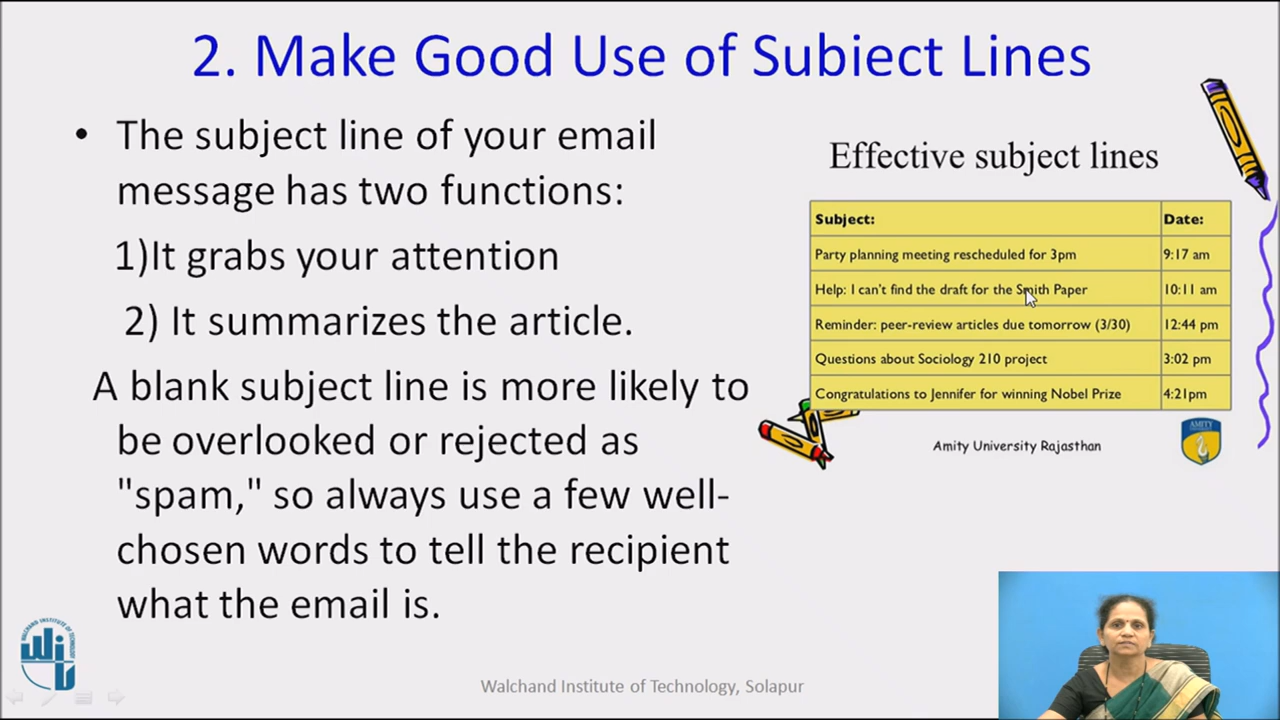 2. Make Good Use of Subiect Lines
• The subject line of your email
message has two functions:
1)It grabs your attention
2) It summarizes the article.
A blank subject line is more likely to
be overlooked or rejected as
"spam," so always use a few well-
chosen words to tell the recipient
what the email is.
Effective subject lines
Subject: Date:
Party planning meeting rescheduled for 3pm 9:17 am
Help: I can't find the draft for the Smith Paper 10:11 am
Reminder: peer-review articles due tomorrow (3/30) 12:44 pm
Questions about Sociology 210 project 3:02 pm
Congratulations to Jennifer for winning Nobel Prize 4:21pm
Amity University Rajasthan
AMITY
WALCHAND INSTITUTE OF TECHNOLOGY
Walchand Institute of Technology, Solapur